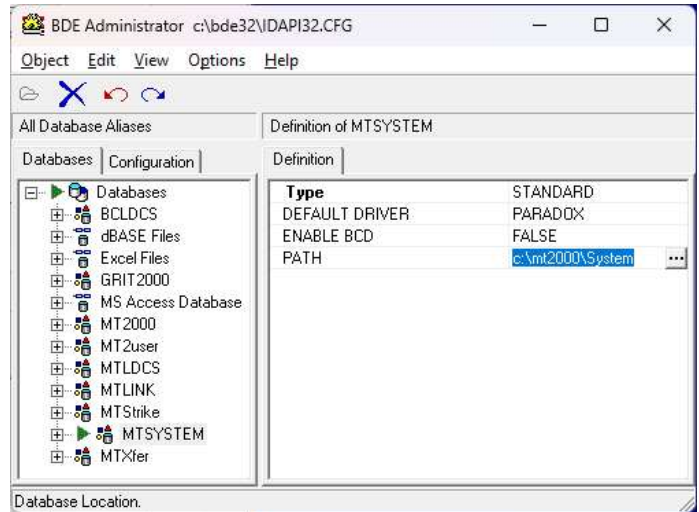 BDE Administrator c:\bde32\IDAPI32.CFG
Object Edit View Options Help
All Database Aliases
Definition of MTSYSTEM
Databases Configuration
Definition
Databases
BCLDCS
dBASE Files
Excel Files
GRIT2000
MS Access Database
MT2000
MT2user
MTLDCS
MTLINK
MTStrike
MTSYSTEM
MTXfer
Type STANDARD
DEFAULT DRIVER PARADOX
ENABLE BCD FALSE
PATH c:\mt2000\System ...
Database Location.